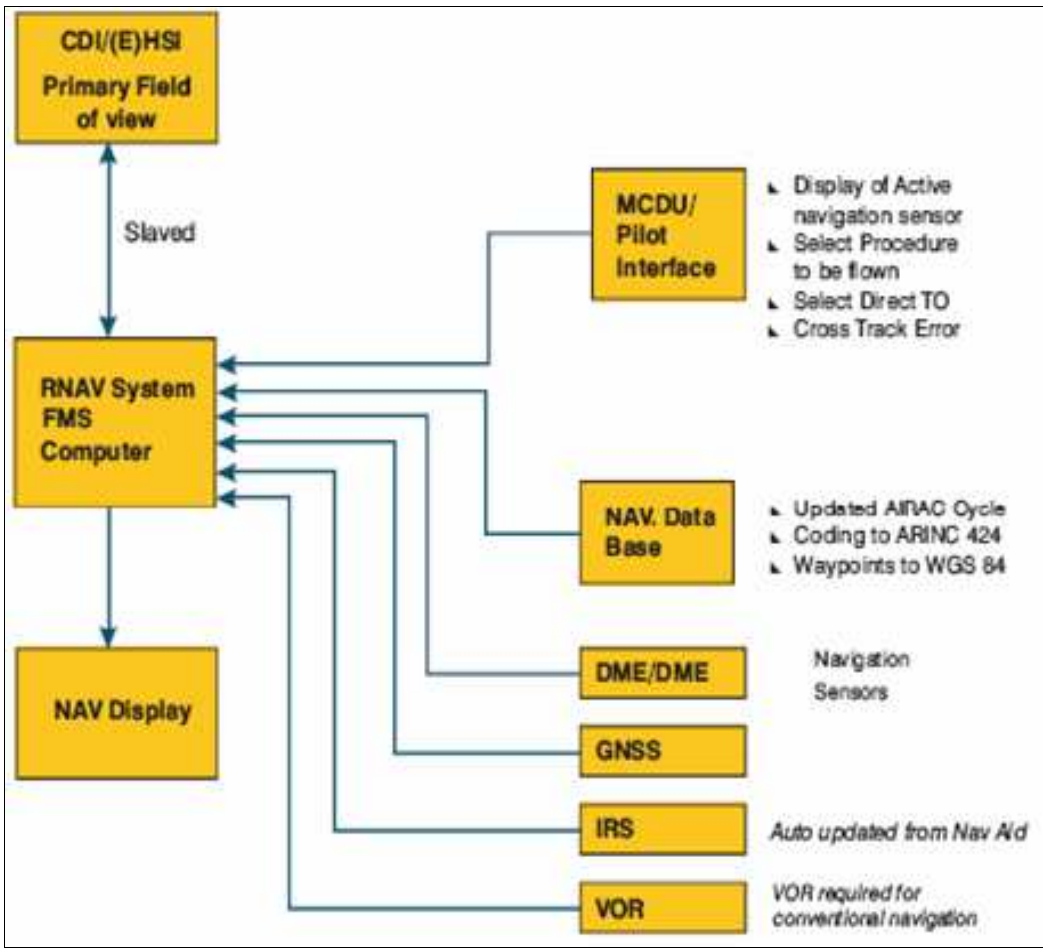 CDI/(E)HSI
Primary Field
of view
Slaved
MCDU/
Pilot
Interface
Display of Active
navigation sensor
Select Procedure
to be flown
Select Direct TO
Cross Track Error
RNAV System
FMS
Computer
NAV. Data
Base
Updated AIRAC Cycle
Coding to ARINC 424
Waypoints to WGS 84
NAV Display
DME/DME
Navigation
Sensors
GNSS
IRS
Auto updated from Nav Aid
VOR
VOR required for
conventional navigation